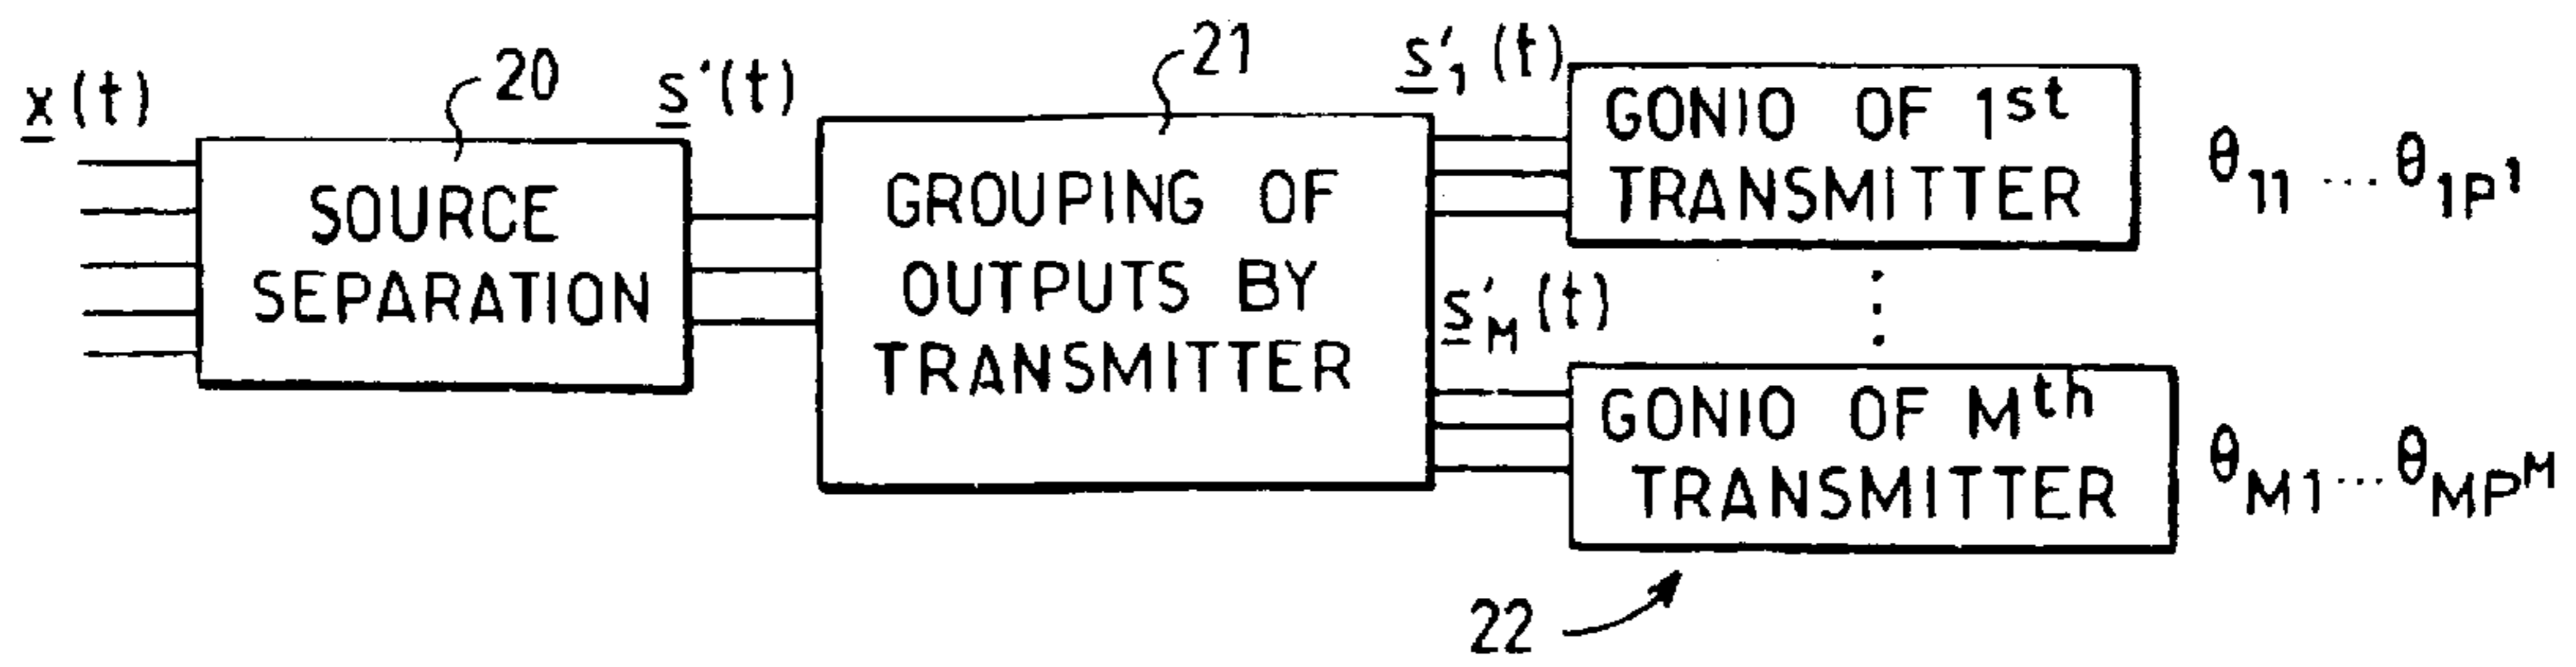 x(t)
20
SOURCE
SEPARATION
s'(t)
21
GROUPING OF
OUTPUTS BY
TRANSMITTER
s'₁(t)
GONIO OF 1st
TRANSMITTER
θ₁₁ ... θ₁P¹
s'M(t)
GONIO OF Mth
TRANSMITTER
θM1 ... θMPᴹ
22